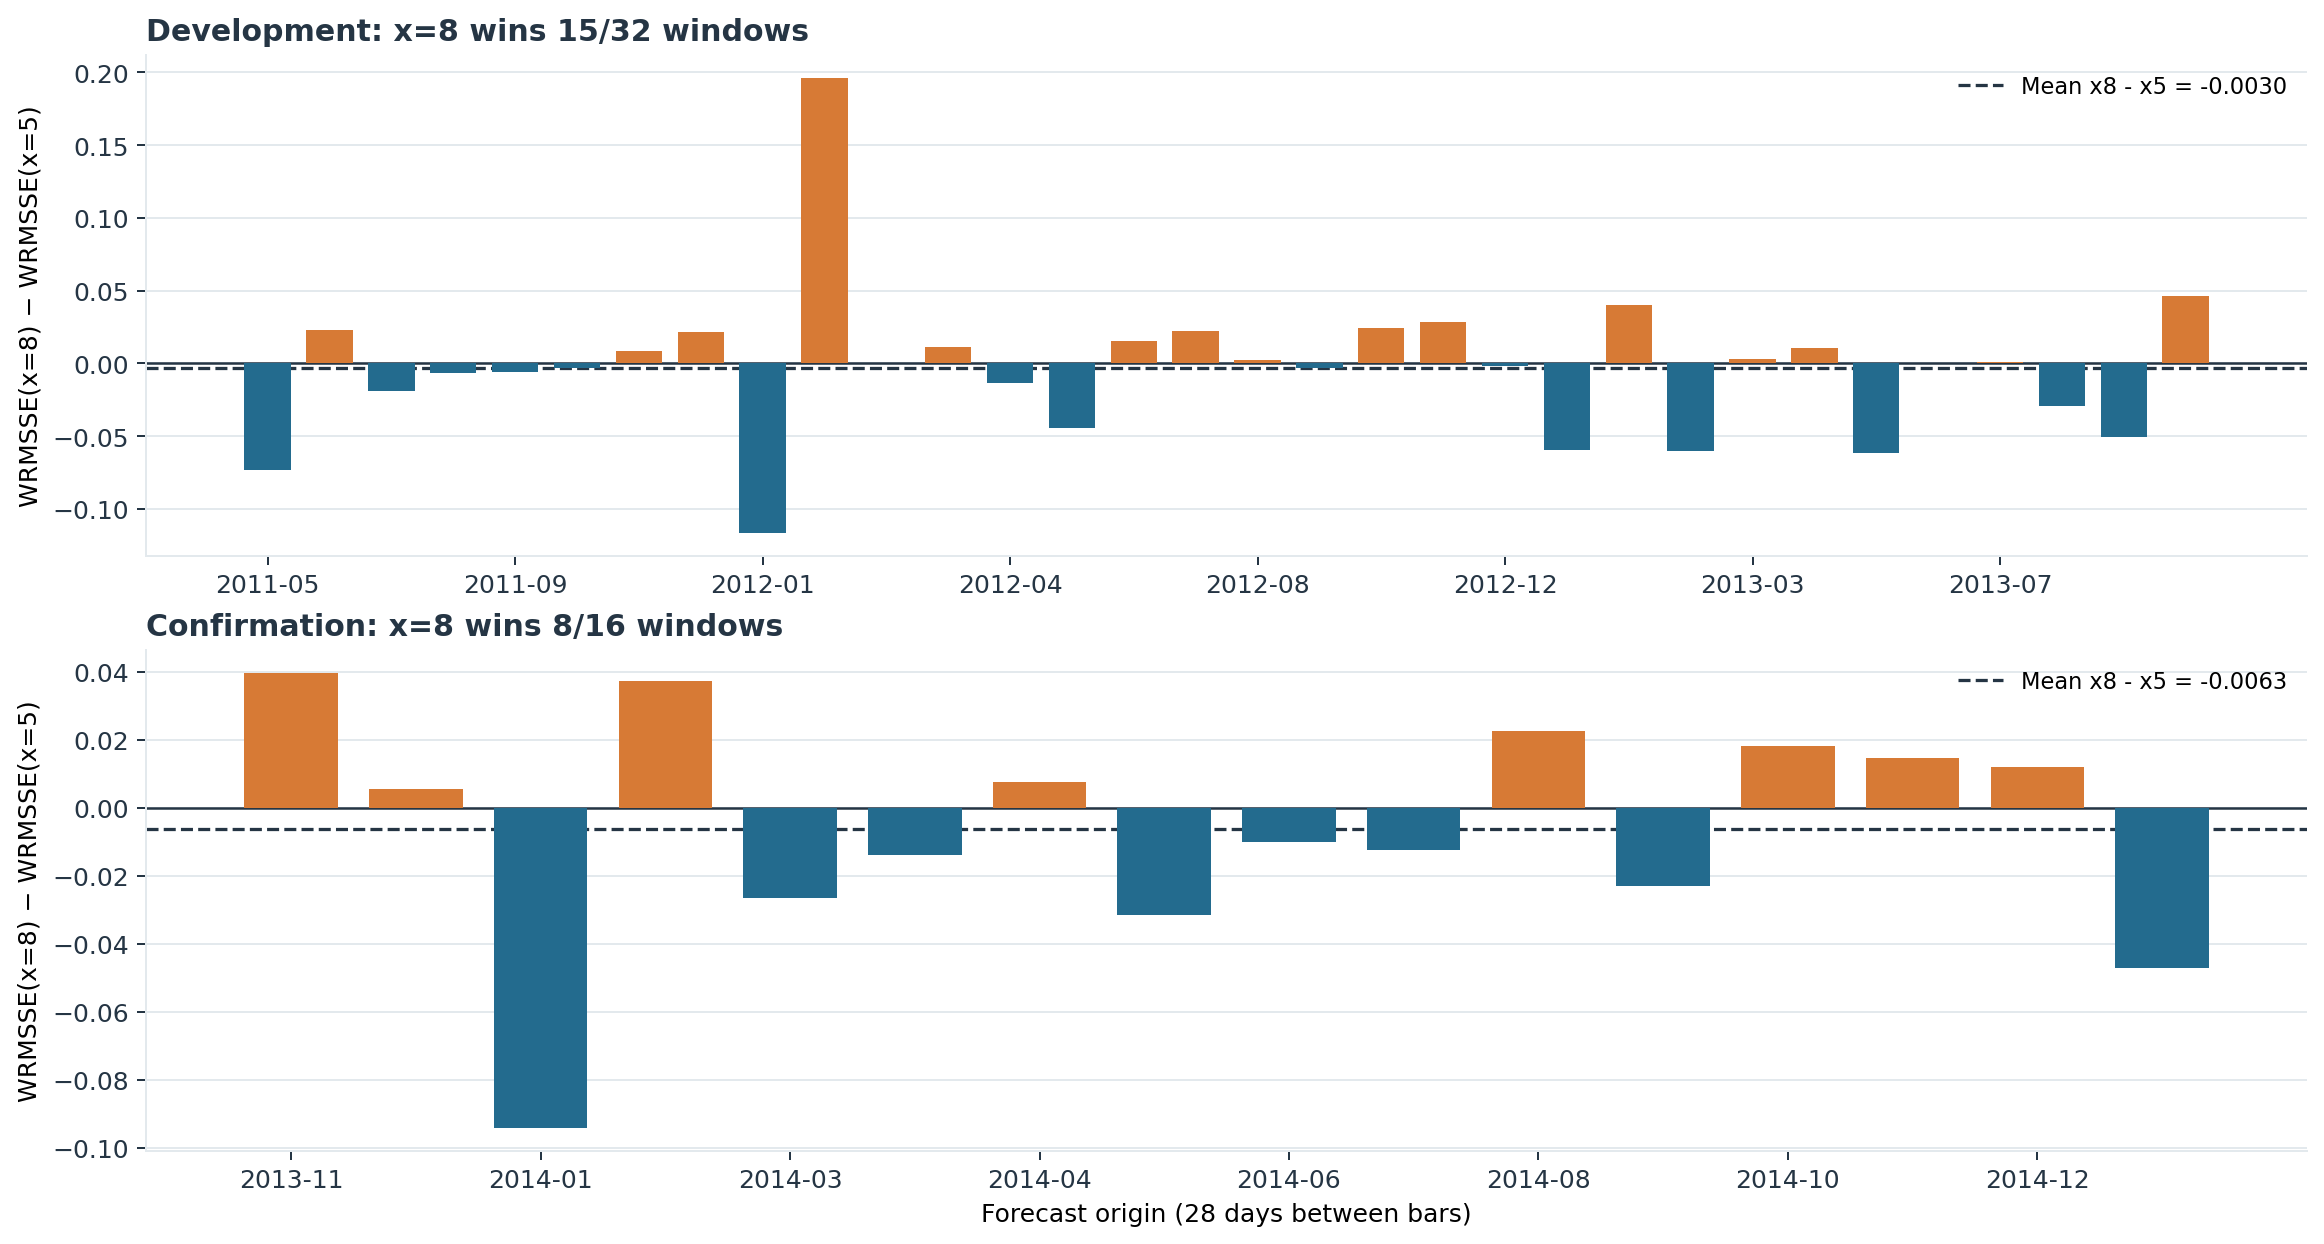 Development: x=8 wins 15/32 windows
WRMSSE(x=8) − WRMSSE(x=5)
0.20
0.15
0.10
0.05
0.00
−0.05
−0.10
Mean x8 - x5 = -0.0030
2011-05 2011-09 2012-01 2012-04 2012-08 2012-12 2013-03 2013-07
Confirmation: x=8 wins 8/16 windows
WRMSSE(x=8) − WRMSSE(x=5)
0.04
0.02
0.00
−0.02
−0.04
−0.06
−0.08
−0.10
Mean x8 - x5 = -0.0063
2013-11 2014-01 2014-03 2014-04 2014-06 2014-08 2014-10 2014-12
Forecast origin (28 days between bars)